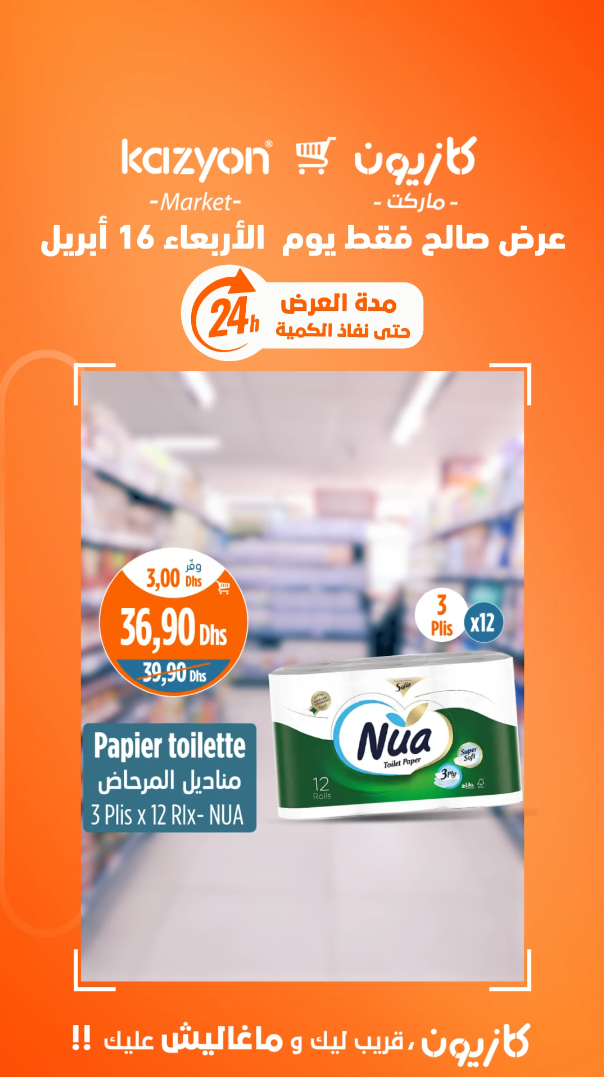 kazyon® كازيون
-Market- - ماركت -
عرض صالح فقط يوم الأربعاء 16 أبريل
24h
مدة العرض
حتى نفاذ الكمية
وفّر
3,00 Dhs
36,90 Dhs
39,90 Dhs
3 Plis
x12
Papier toilette
مناديل المرحاض
3 Plis x 12 Rlx- NUA
Sofia
Nua
Toilet Paper
Super Soft
3Ply
12
Rolls
كازيون ، قريب ليك و ماغاليش عليك !!